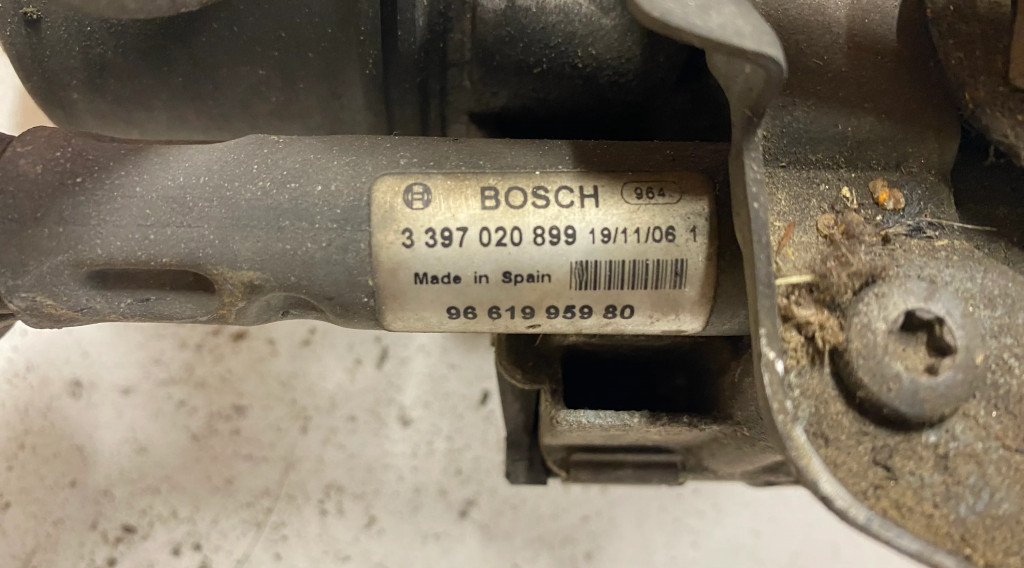 BOSCH 964
3 397 020 899 19/11/06 1
Made in Spain
96 619 959 80